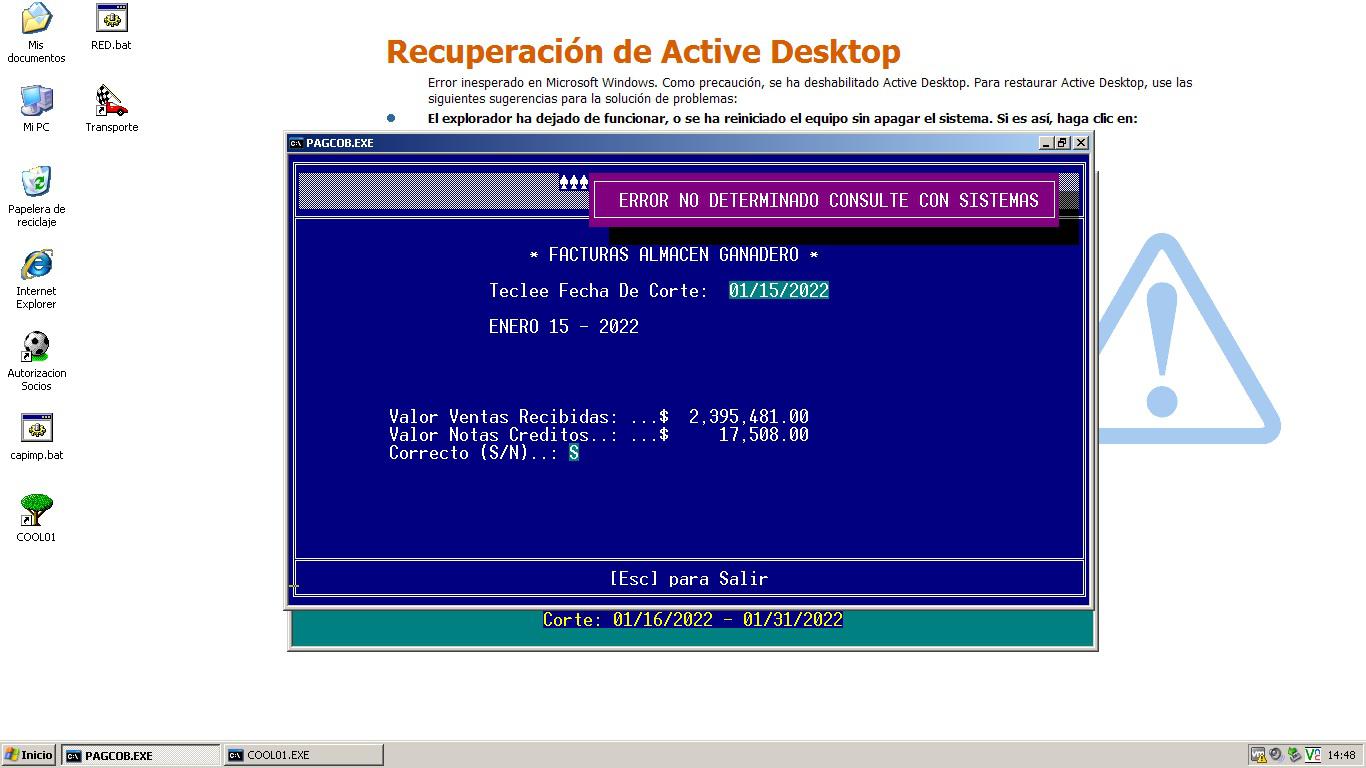 Mis
documentos
RED.bat
Mi PC
Transporte
Papelera de
reciclaje
Internet
Explorer
Autorizacion
Socios
capimp.bat
COOL01
Recuperación de Active Desktop
Error inesperado en Microsoft Windows. Como precaución, se ha deshabilitado Active Desktop. Para restaurar Active Desktop, use las
siguientes sugerencias para la solución de problemas:
El explorador ha dejado de funcionar, o se ha reiniciado el equipo sin apagar el sistema. Si es así, haga clic en:
PAGCOB.EXE
ERROR NO DETERMINADO CONSULTE CON SISTEMAS
* FACTURAS ALMACEN GANADERO *
Teclee Fecha De Corte: 01/15/2022
ENERO 15 - 2022
Valor Ventas Recibidas: ...$ 2,395,481.00
Valor Notas Creditos..: ...$ 17,508.00
Correcto (S/N)..: S
[Esc] para Salir
Corte: 01/16/2022 - 01/31/2022
Inicio
PAGCOB.EXE
COOL01.EXE
14:48